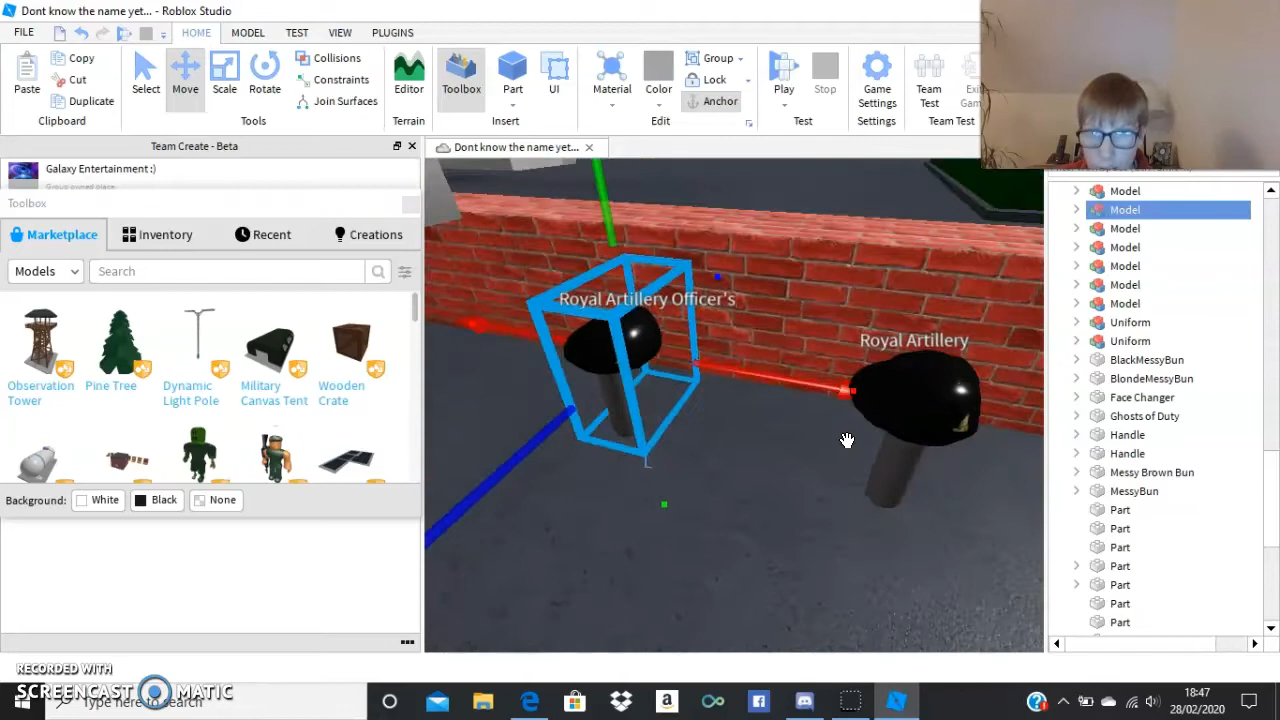 Dont know the name yet... - Roblox Studio
FILE
HOME
MODEL
TEST
VIEW
PLUGINS
Paste
Copy
Cut
Duplicate
Clipboard
Select
Move
Scale
Rotate
Collisions
Constraints
Join Surfaces
Tools
Editor
Terrain
Toolbox
Part
UI
Insert
Material
Color
Group
Lock
Anchor
Edit
Play
Stop
Test
Game
Settings
Settings
Team
Test
Team Test
Team Create - Beta
Dont know the name yet...
Galaxy Entertainment :)
Group owned place
Toolbox
Marketplace
Inventory
Recent
Creations
Models
Search
Observation
Tower
Pine Tree
Dynamic
Light Pole
Military
Canvas Tent
Wooden
Crate
Background:
White
Black
None
Royal Artillery Officer's
Royal Artillery
L
Model
Model
Model
Model
Model
Model
Model
Uniform
Uniform
BlackMessyBun
BlondeMessyBun
Face Changer
Ghosts of Duty
Handle
Handle
Messy Brown Bun
MessyBun
Part
Part
Part
Part
Part
Part
Part
RECORDED WITH
SCREENCAST MATIC
Type here to search
18:47
28/02/2020